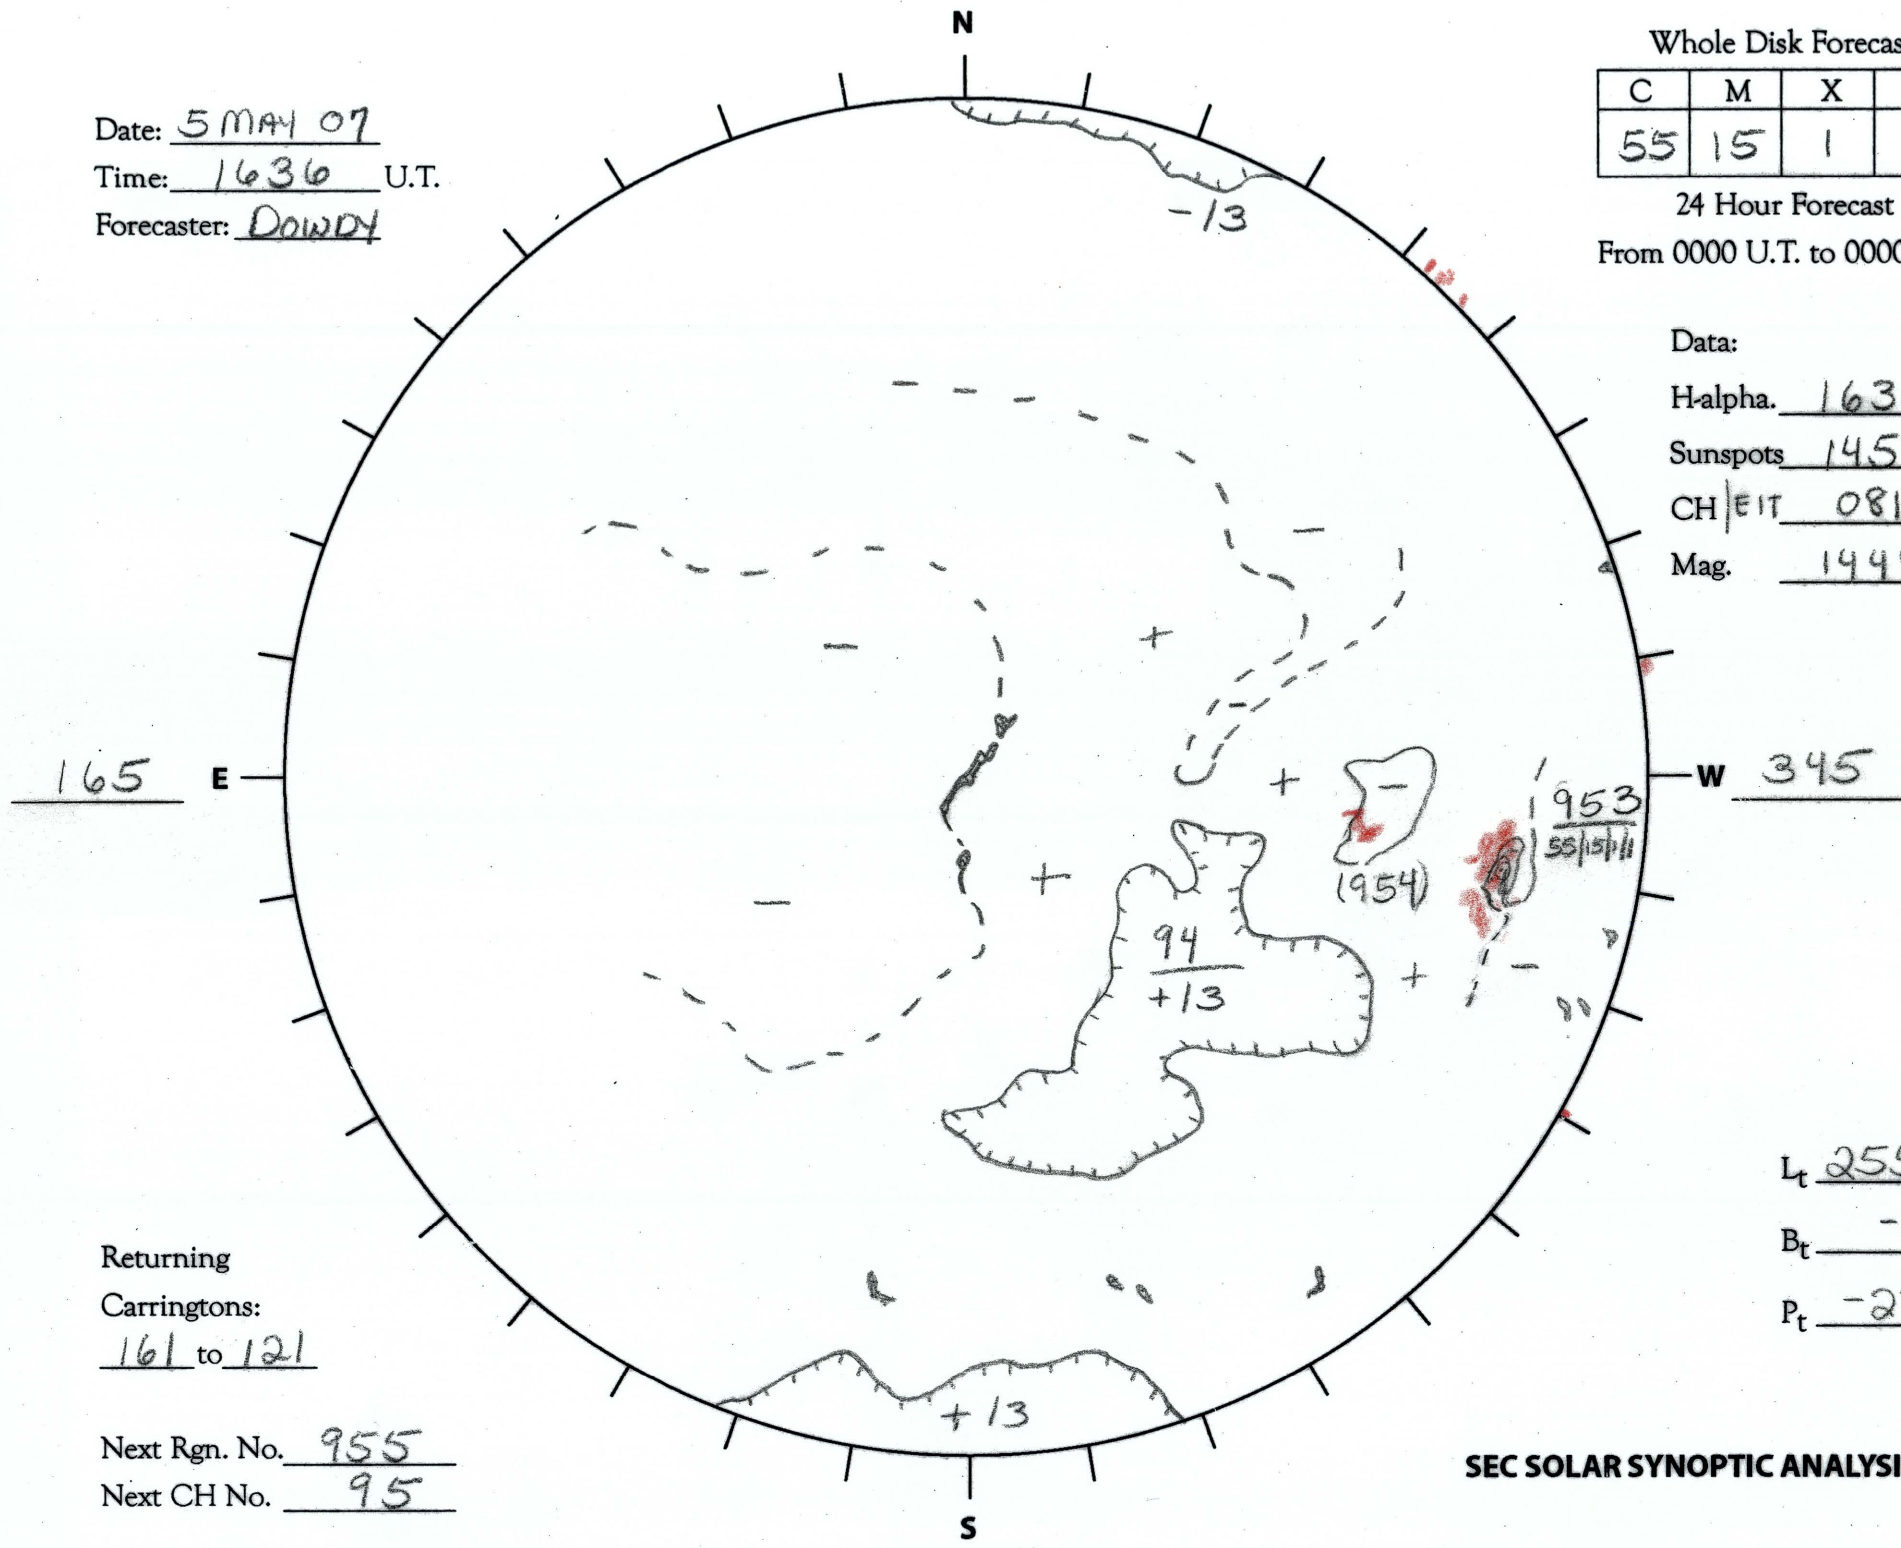 N
Whole Disk Forecas
C M X
55 15 1
24 Hour Forecast
From 0000 U.T. to 0000
Date: 5 MAY 07
Time: 1636 U.T.
Forecaster: DOWDY
-13
Data:
H-alpha. 163
Sunspots 145
CH|EIT 081
Mag. 144
165 E
W 345
953
55/15/1/1
(954)
94
+13
Lt 255
Bt -
Pt -2
Returning
Carringtons:
161 to 121
+13
Next Rgn. No. 955
Next CH No. 95
SEC SOLAR SYNOPTIC ANALYSI
S